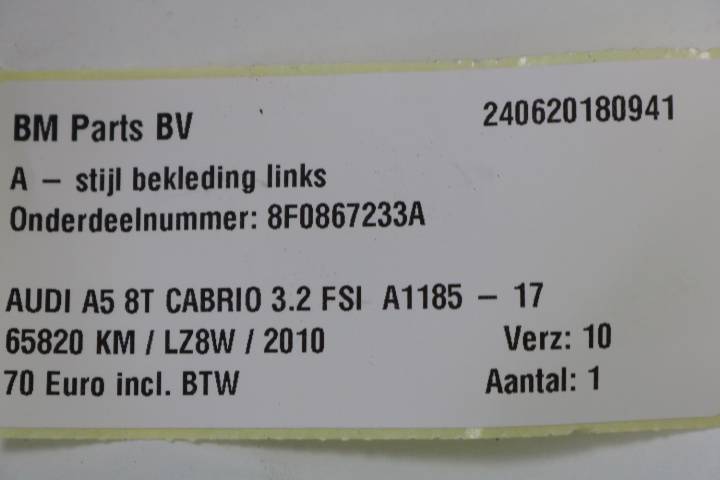 BM Parts BV 240620180941
A – stijl bekleding links
Onderdeelnummer: 8F0867233A
AUDI A5 8T CABRIO 3.2 FSI A1185 – 17
65820 KM / LZ8W / 2010 Verz: 10
70 Euro incl. BTW Aantal: 1